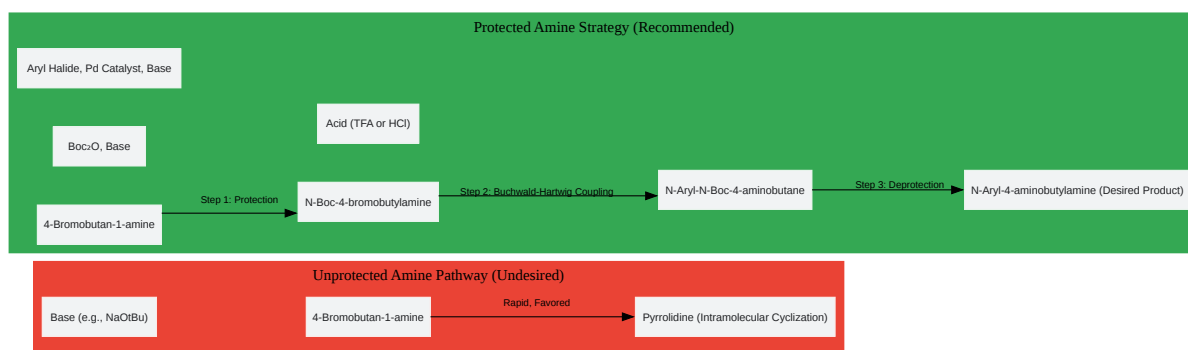 Protected Amine Strategy (Recommended)
Aryl Halide, Pd Catalyst, Base
Acid (TFA or HCl)
Boc₂O, Base
4-Bromobutan-1-amine
Step 1: Protection
N-Boc-4-bromobutylamine
Step 2: Buchwald-Hartwig Coupling
N-Aryl-N-Boc-4-aminobutane
Step 3: Deprotection
N-Aryl-4-aminobutylamine (Desired Product)
Unprotected Amine Pathway (Undesired)
Base (e.g., NaOtBu)
4-Bromobutan-1-amine
Rapid, Favored
Pyrrolidine (Intramolecular Cyclization)